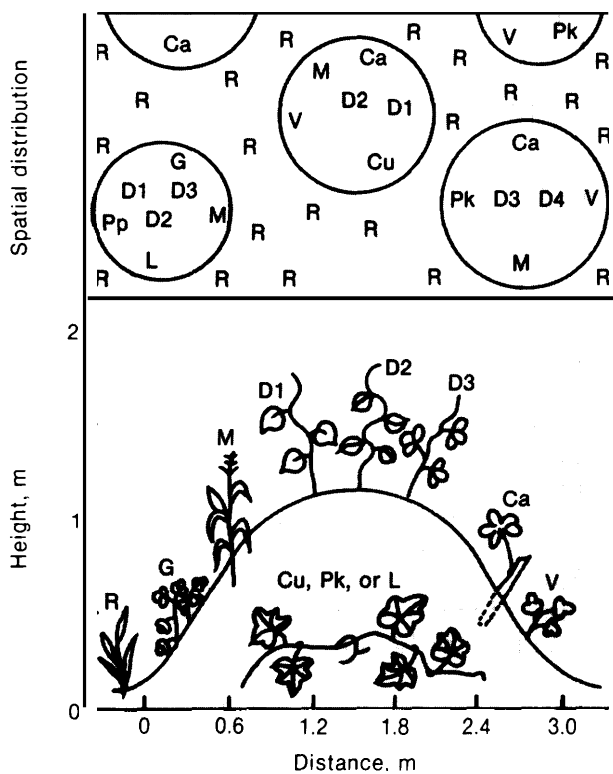 Spatial distribution
Ca V Pk
R R R R
M Ca
R R R
R D2 D1 R R
V
R R R R
G Cu Ca
D1 D3
Pp D2 M Pk D3 D4 V
R R R R
L M
R R R R R
Height, m
2
D1 D2 D3
M
1
Ca
G
Cu, Pk, or L
R V
0
0 0.6 1.2 1.8 2.4 3.0
Distance, m